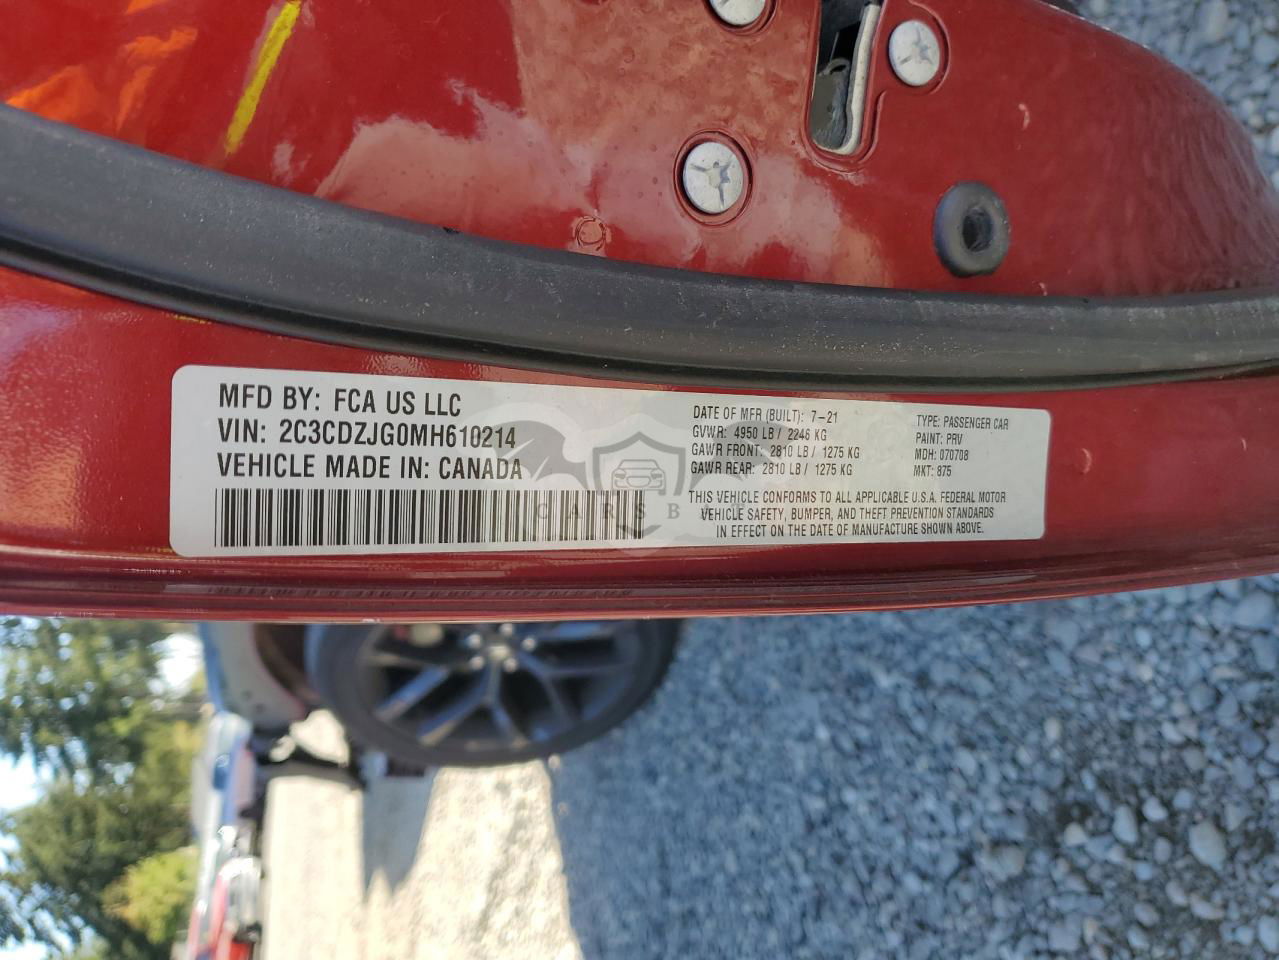 MFD BY: FCA US LLC
VIN: 2C3CDZJG0MH610214
VEHICLE MADE IN: CANADA
DATE OF MFR (BUILT): 7-21
GVWR: 4950 LB / 2246 KG
GAWR FRONT: 2810 LB / 1275 KG
GAWR REAR: 2810 LB / 1275 KG
TYPE: PASSENGER CAR
PAINT: PRV
MDH: 070708
MKT: 875
THIS VEHICLE CONFORMS TO ALL APPLICABLE U.S.A. FEDERAL MOTOR
VEHICLE SAFETY, BUMPER, AND THEFT PREVENTION STANDARDS
IN EFFECT ON THE DATE OF MANUFACTURE SHOWN ABOVE.